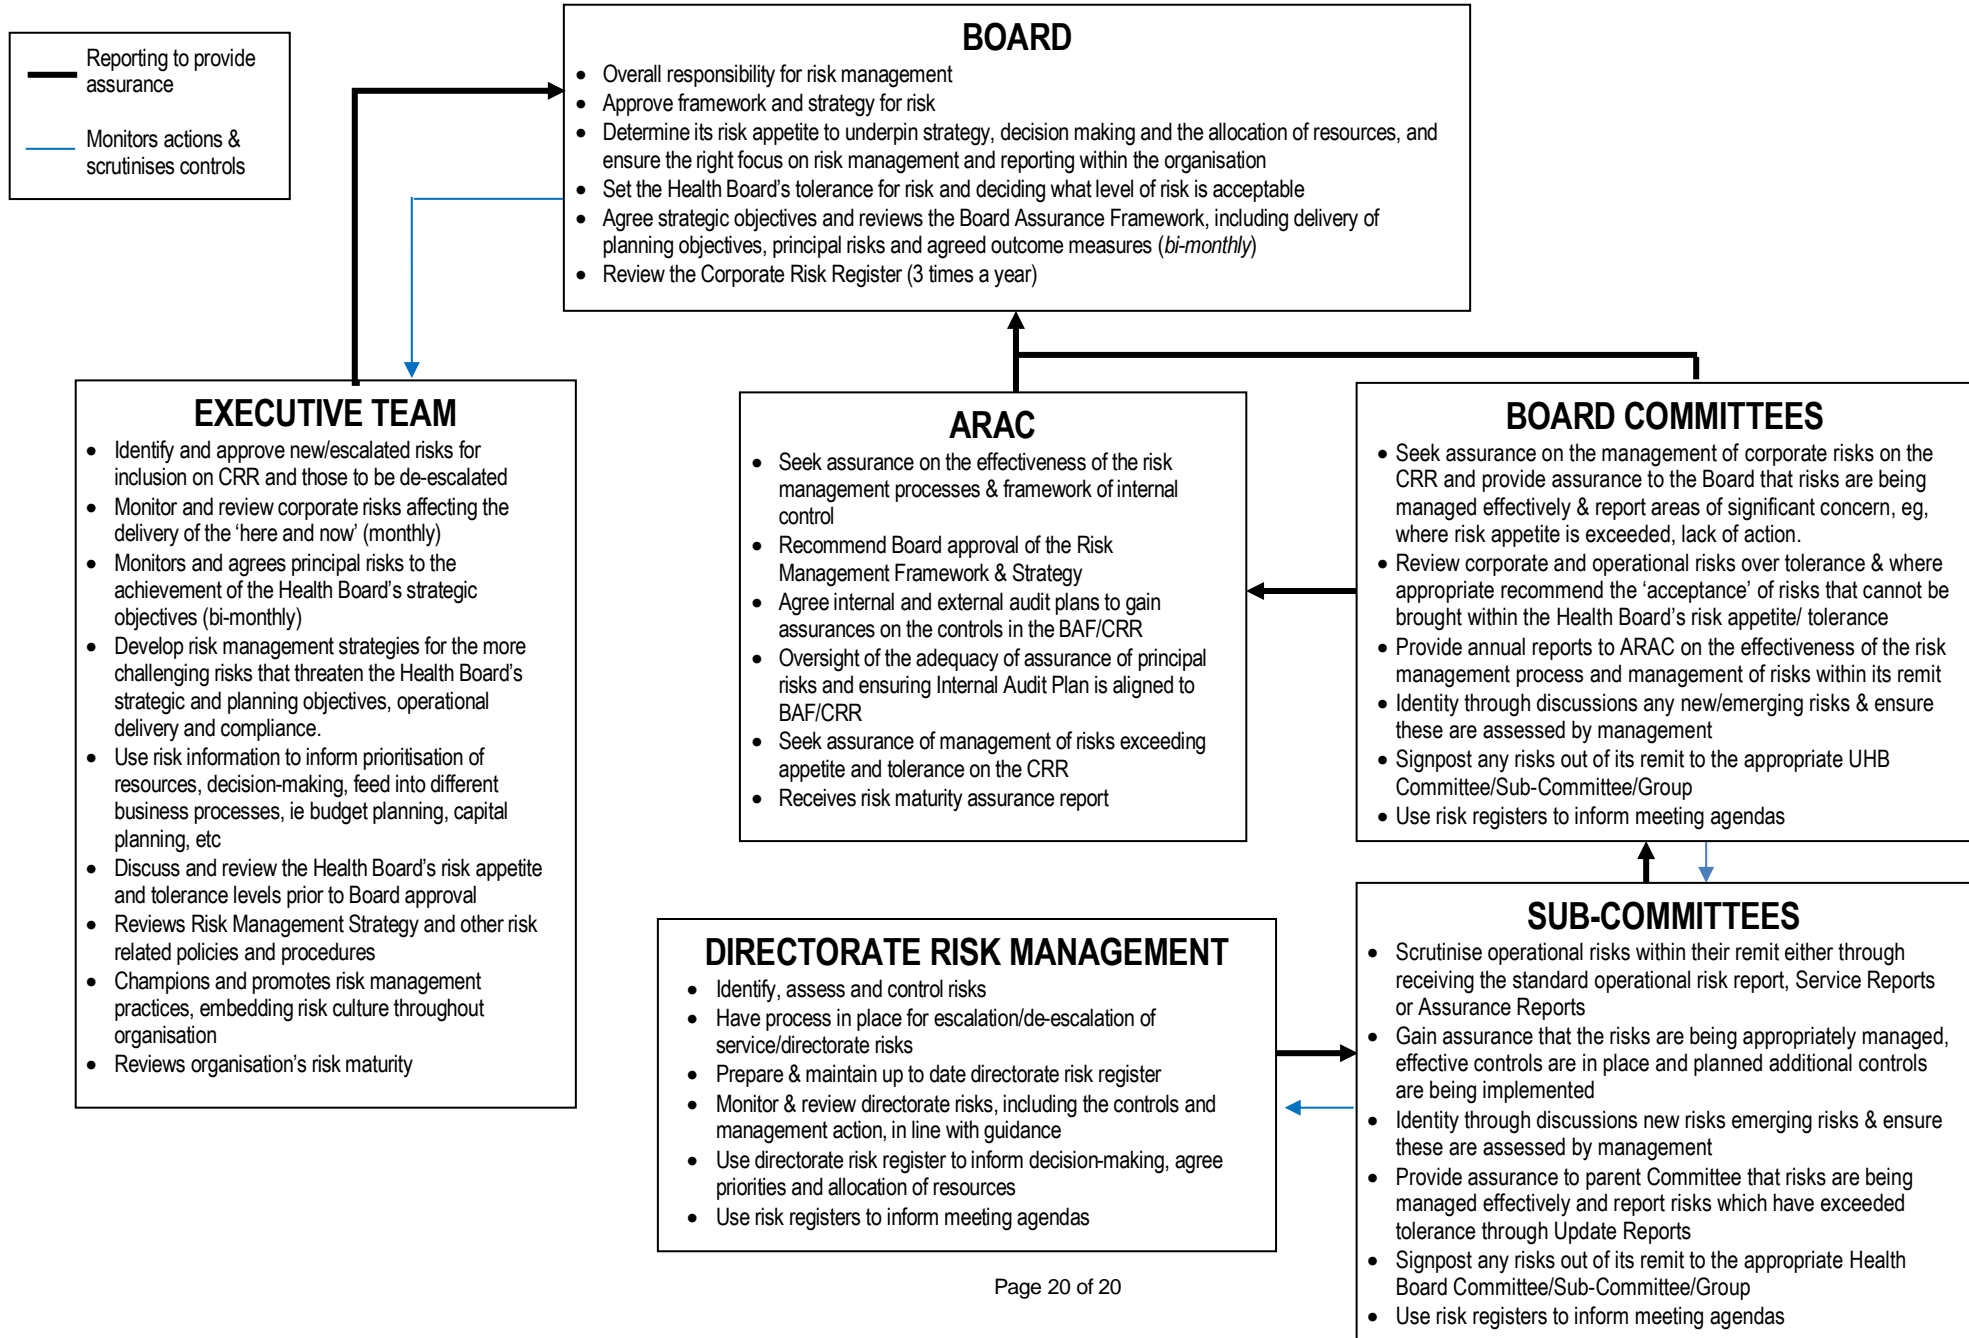 Reporting to provide
assurance
Monitors actions &
scrutinises controls
BOARD
• Overall responsibility for risk management
• Approve framework and strategy for risk
• Determine its risk appetite to underpin strategy, decision making and the allocation of resources, and
ensure the right focus on risk management and reporting within the organisation
• Set the Health Board's tolerance for risk and deciding what level of risk is acceptable
• Agree strategic objectives and reviews the Board Assurance Framework, including delivery of
planning objectives, principal risks and agreed outcome measures (bi-monthly)
• Review the Corporate Risk Register (3 times a year)
EXECUTIVE TEAM
• Identify and approve new/escalated risks for
inclusion on CRR and those to be de-escalated
• Monitor and review corporate risks affecting the
delivery of the 'here and now' (monthly)
• Monitors and agrees principal risks to the
achievement of the Health Board's strategic
objectives (bi-monthly)
• Develop risk management strategies for the more
challenging risks that threaten the Health Board's
strategic and planning objectives, operational
delivery and compliance.
• Use risk information to inform prioritisation of
resources, decision-making, feed into different
business processes, ie budget planning, capital
planning, etc
• Discuss and review the Health Board's risk appetite
and tolerance levels prior to Board approval
• Reviews Risk Management Strategy and other risk
related policies and procedures
• Champions and promotes risk management
practices, embedding risk culture throughout
organisation
• Reviews organisation's risk maturity
ARAC
• Seek assurance on the effectiveness of the risk
management processes & framework of internal
control
• Recommend Board approval of the Risk
Management Framework & Strategy
• Agree internal and external audit plans to gain
assurances on the controls in the BAF/CRR
• Oversight of the adequacy of assurance of principal
risks and ensuring Internal Audit Plan is aligned to
BAF/CRR
• Seek assurance of management of risks exceeding
appetite and tolerance on the CRR
• Receives risk maturity assurance report
BOARD COMMITTEES
• Seek assurance on the management of corporate risks on the
CRR and provide assurance to the Board that risks are being
managed effectively & report areas of significant concern, eg,
where risk appetite is exceeded, lack of action.
• Review corporate and operational risks over tolerance & where
appropriate recommend the 'acceptance' of risks that cannot be
brought within the Health Board's risk appetite/ tolerance
• Provide annual reports to ARAC on the effectiveness of the risk
management process and management of risks within its remit
• Identity through discussions any new/emerging risks & ensure
these are assessed by management
• Signpost any risks out of its remit to the appropriate UHB
Committee/Sub-Committee/Group
• Use risk registers to inform meeting agendas
DIRECTORATE RISK MANAGEMENT
• Identify, assess and control risks
• Have process in place for escalation/de-escalation of
service/directorate risks
• Prepare & maintain up to date directorate risk register
• Monitor & review directorate risks, including the controls and
management action, in line with guidance
• Use directorate risk register to inform decision-making, agree
priorities and allocation of resources
• Use risk registers to inform meeting agendas
SUB-COMMITTEES
• Scrutinise operational risks within their remit either through
receiving the standard operational risk report, Service Reports
or Assurance Reports
• Gain assurance that the risks are being appropriately managed,
effective controls are in place and planned additional controls
are being implemented
• Identity through discussions new risks emerging risks & ensure
these are assessed by management
• Provide assurance to parent Committee that risks are being
managed effectively and report risks which have exceeded
tolerance through Update Reports
• Signpost any risks out of its remit to the appropriate Health
Board Committee/Sub-Committee/Group
• Use risk registers to inform meeting agendas
Page 20 of 20